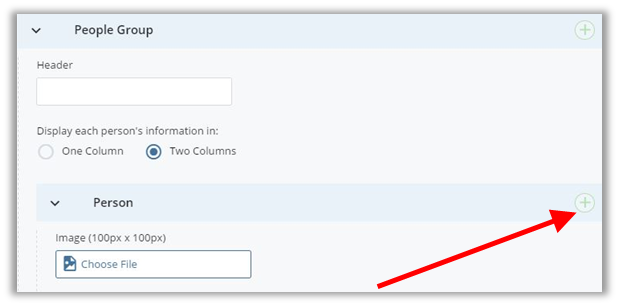 People Group
Header
Display each person's information in:
One Column Two Columns
Person
Image (100px x 100px)
Choose File